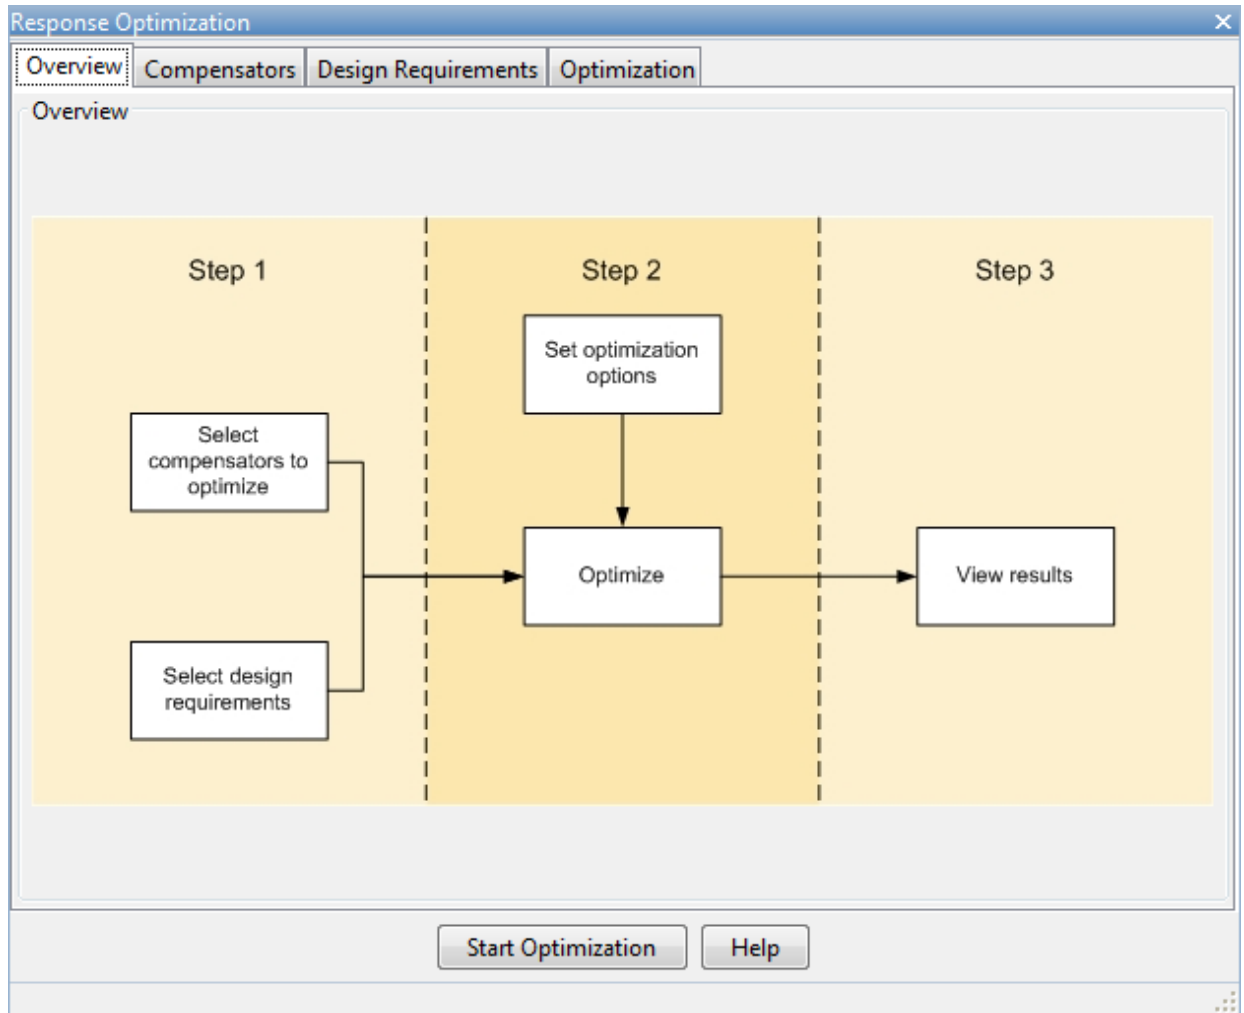 Response Optimization
Overview
Compensators
Design Requirements
Optimization
Overview
Step 1
Step 2
Step 3
Set optimization
options
Select
compensators to
optimize
Optimize
View results
Select design
requirements
Start Optimization
Help